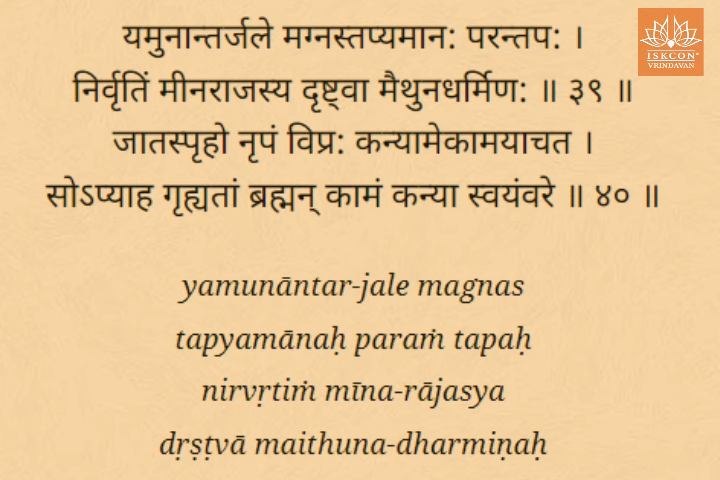 ISKCON®
VRINDAVAN
यमुनान्तर्जले मग्नस्तप्यमान: परन्तप: ।
निर्वृतिं मीनराजस्य दृष्ट्वा मैथुनधर्मिण: ॥ ३९ ॥
जातस्पृहो नृपं विप्र: कन्यामेकामयाचत ।
सोऽप्याह गृह्यतां ब्रह्मन् कामं कन्या स्वयंवरे ॥ ४० ॥
yamunāntar-jale magnas
tapyamānaḥ paraṁ tapaḥ
nirvṛtiṁ mīna-rājasya
dṛṣṭvā maithuna-dharmiṇaḥ